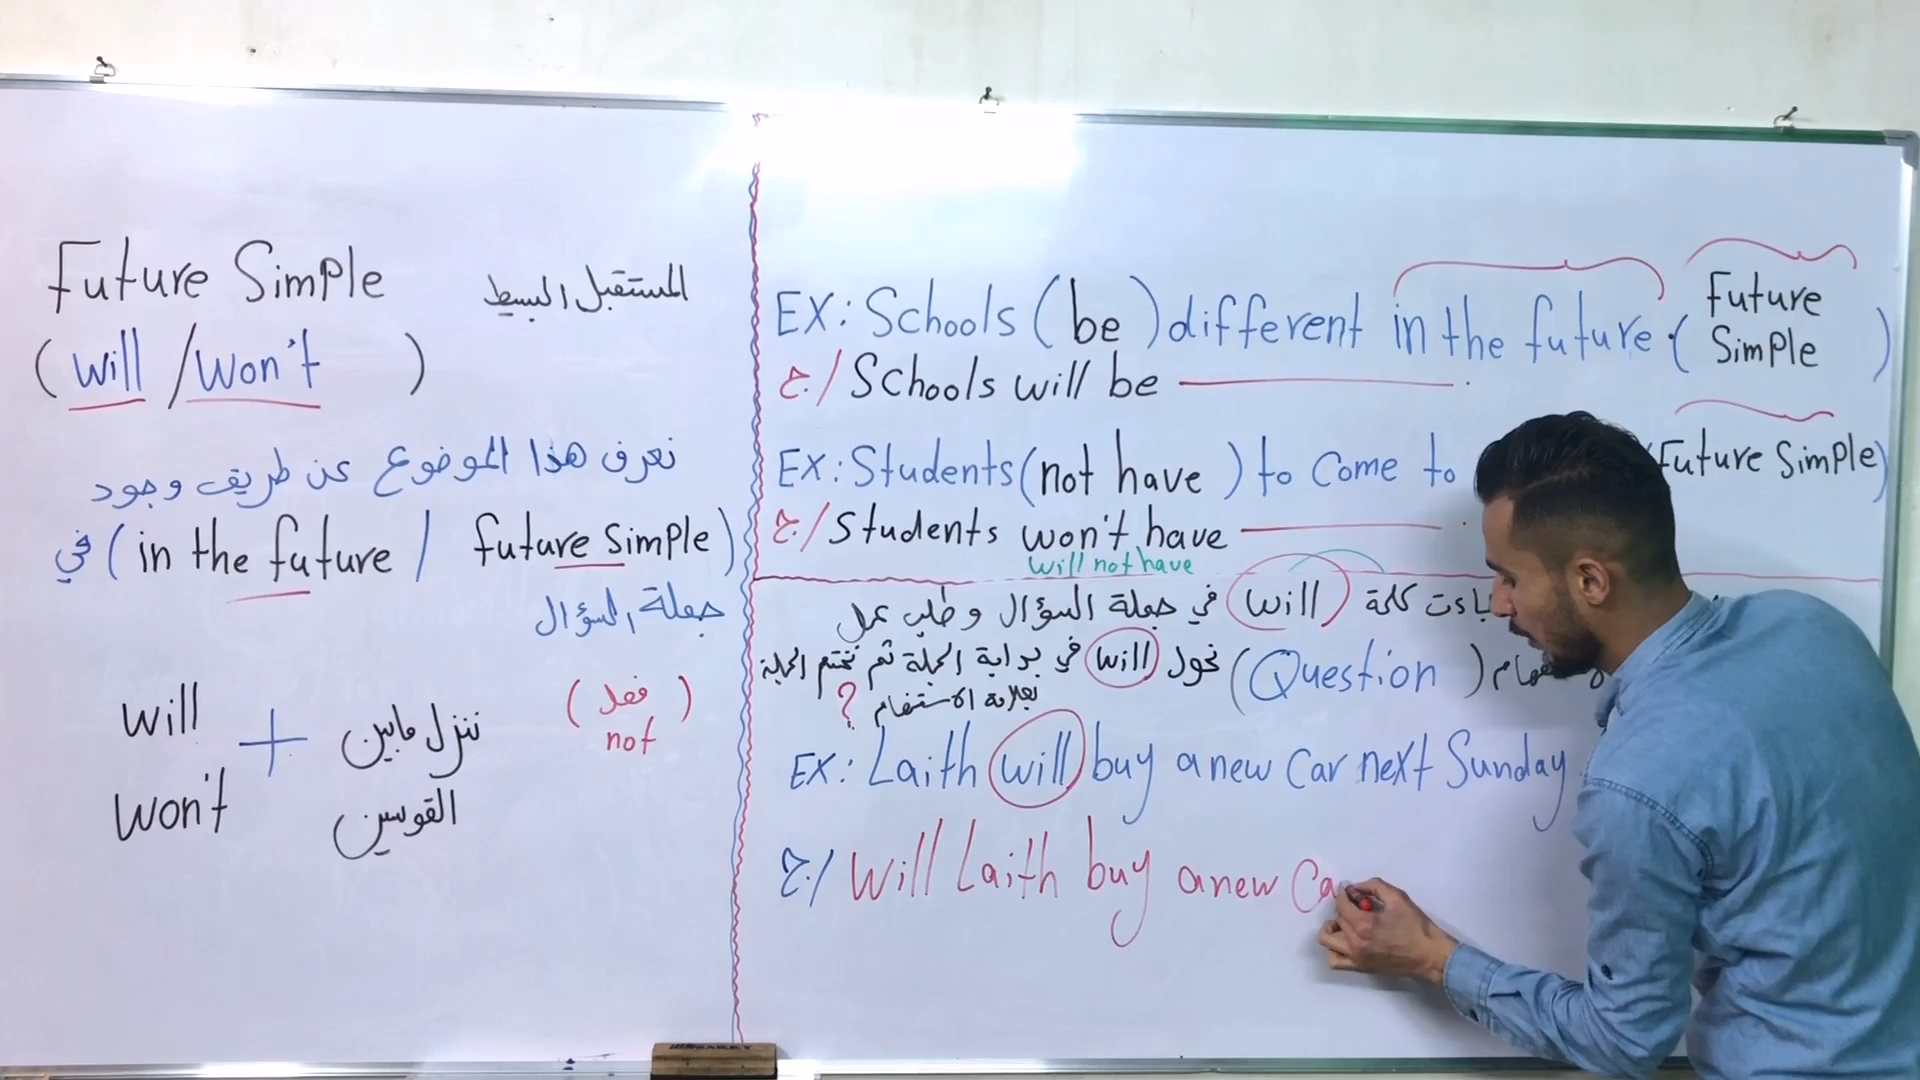 Future Simple المستقبل البسيط
(will / won't)
نعرف هذا الموضوع عن طريق وجود
(in the future / future simple) في
جملة السؤال
will
won't
+
ننزل مابين
القوسين
(فعل)
not
EX: Schools (be) different in the future. (Future Simple)
ج/ Schools will be
EX: Students (not have) to come to Future Simple)
ج/ Students won't have
will not have
كلمة (will) في جملة السؤال وطلب عمل
(Question) نحول (will) في بداية الجملة ثم نختم الجملة
بعلامة الاستفهام ?
EX: Laith will buy a new car next Sunday
ج/ Will Laith buy a new Ca